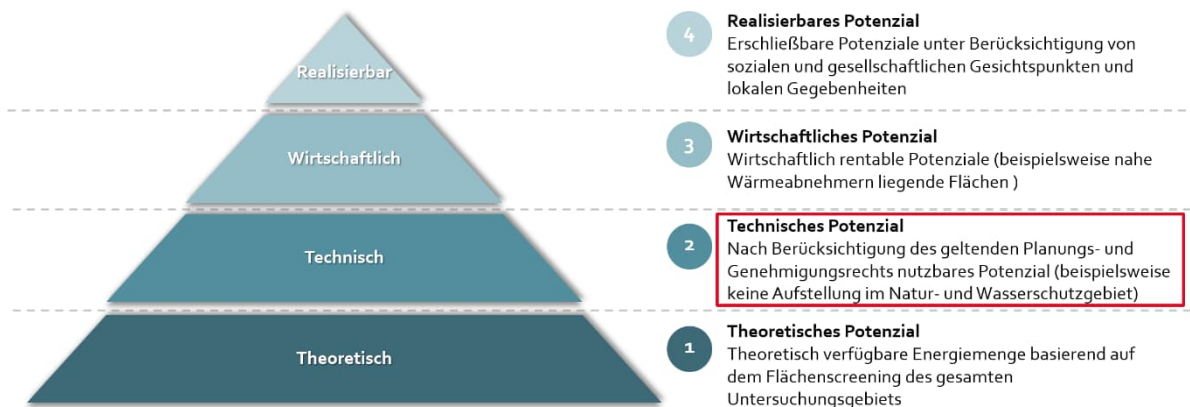 Realisierbar
Wirtschaftlich
Technisch
Theoretisch
4
Realisierbares Potenzial
Erschließbare Potenziale unter Berücksichtigung von
sozialen und gesellschaftlichen Gesichtspunkten und
lokalen Gegebenheiten
3
Wirtschaftliches Potenzial
Wirtschaftlich rentable Potenziale (beispielsweise nahe
Wärmeabnehmern liegende Flächen )
2
Technisches Potenzial
Nach Berücksichtigung des geltenden Planungs- und
Genehmigungsrechts nutzbares Potenzial (beispielsweise
keine Aufstellung im Natur- und Wasserschutzgebiet)
1
Theoretisches Potenzial
Theoretisch verfügbare Energiemenge basierend auf
dem Flächenscreening des gesamten
Untersuchungsgebiets